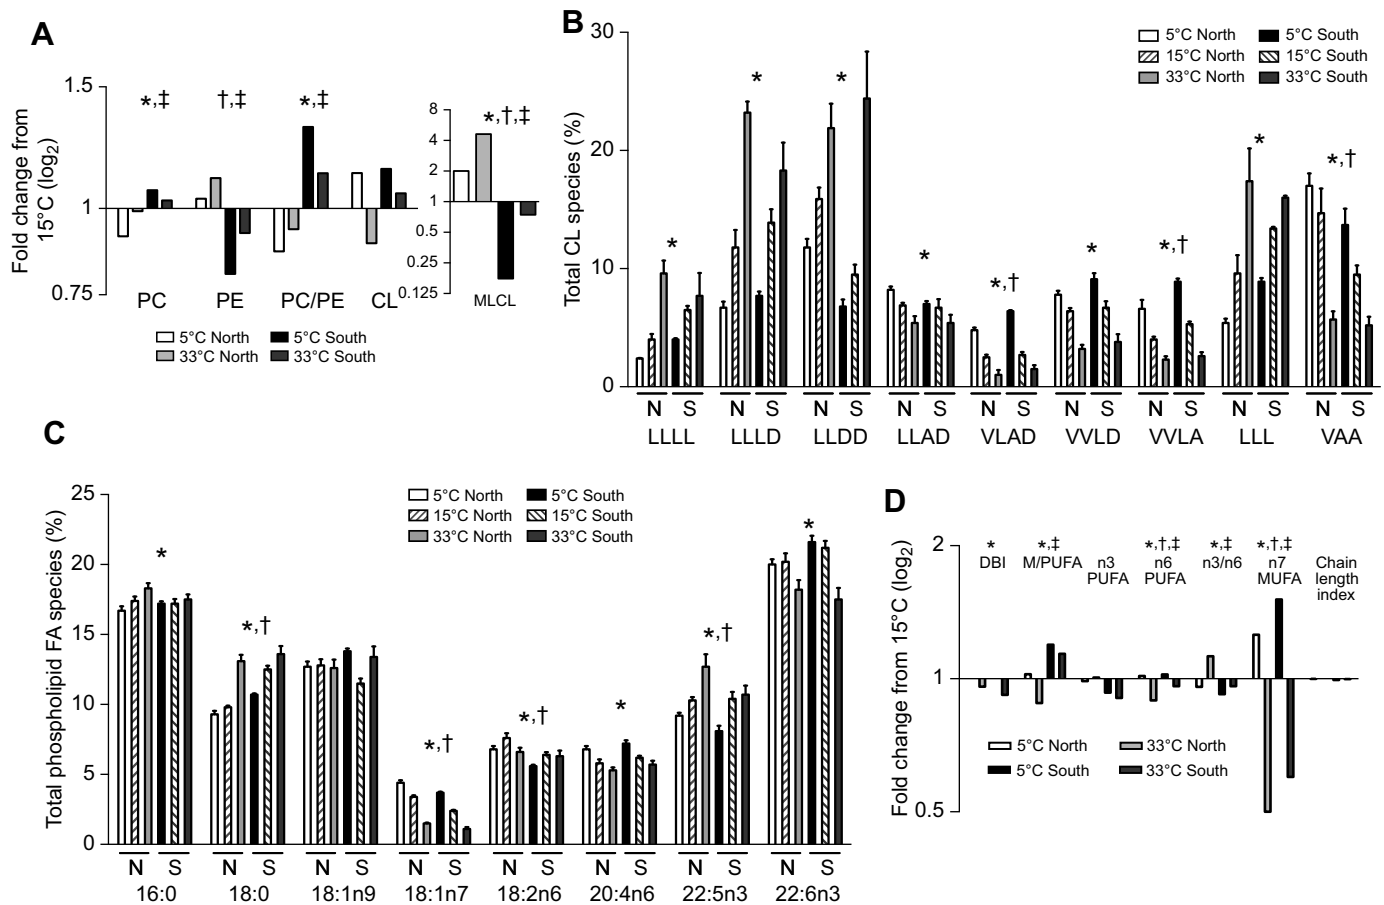 A
Fold change from
15°C (log2)
1.5
1
0.75
*,‡
†,‡
*,‡
PC
PE
PC/PE
CL
8
4
2
1
0.5
0.25
0.125
*,†,‡
MLCL
5°C North
5°C South
33°C North
33°C South
B
Total CL species (%)
30
20
10
0
5°C North
5°C South
15°C North
15°C South
33°C North
33°C South
*
*
*
*
*,†
*
*,†
*
*,†
N S N S N S N S N S N S N S N S N S
LLLL LLLD LLDD LLAD VLAD VVLD VVLA LLL VAA
C
Total phospholipid FA species (%)
25
20
15
10
5
0
5°C North
5°C South
15°C North
15°C South
33°C North
33°C South
*
*,†
*,†
*,†
*
*,†
*
N S N S N S N S N S N S N S N S
16:0 18:0 18:1n9 18:1n7 18:2n6 20:4n6 22:5n3 22:6n3
D
Fold change from 15°C (log2)
2
1
0.5
*
DBI
*,‡
M/PUFA
n3
PUFA
*,†,‡
n6
PUFA
*,‡
n3/n6
*,†,‡
n7
MUFA
Chain
length
index
5°C North
33°C North
5°C South
33°C South